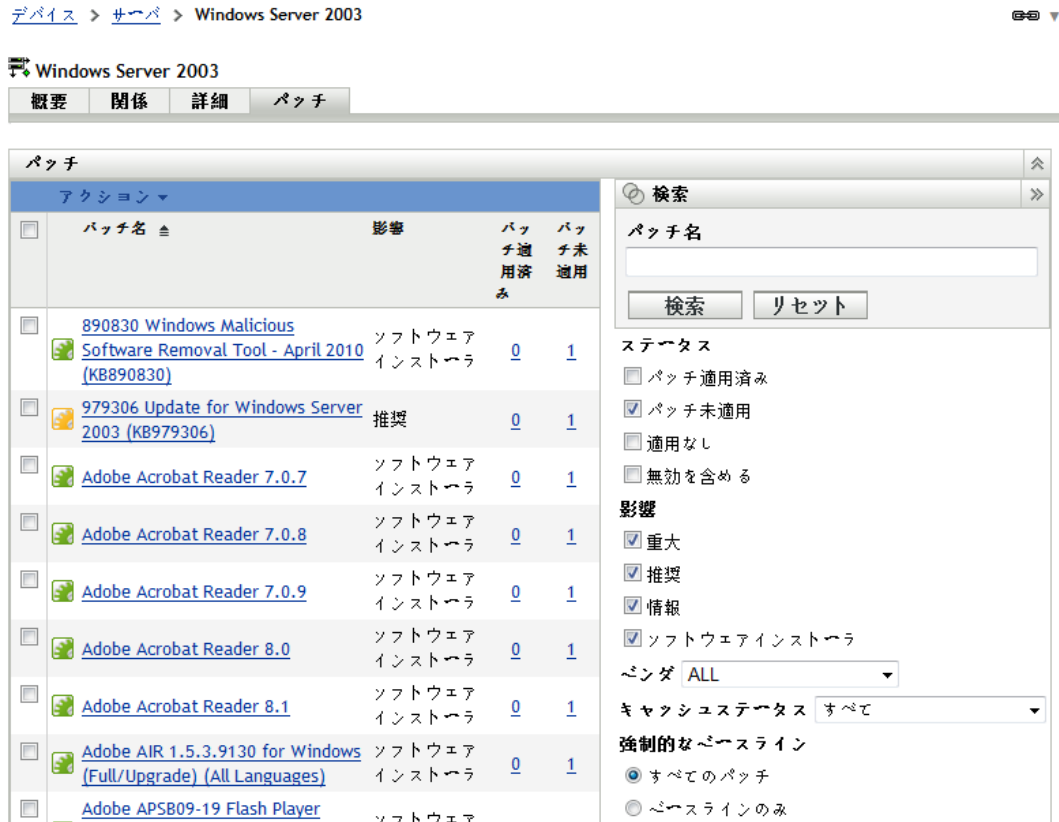 デバイス > サーバ > Windows Server 2003
Windows Server 2003
概要 関係 詳細 パッチ
パッチ
アクション
パッチ名
影響
パッ
チ適
用済
み
パッ
チ未
適用
890830 Windows Malicious
Software Removal Tool - April 2010
(KB890830)
ソフトウェア
インストーラ
0 1
979306 Update for Windows Server
2003 (KB979306)
推奨
0 1
Adobe Acrobat Reader 7.0.7
ソフトウェア
インストーラ
0 1
Adobe Acrobat Reader 7.0.8
ソフトウェア
インストーラ
0 1
Adobe Acrobat Reader 7.0.9
ソフトウェア
インストーラ
0 1
Adobe Acrobat Reader 8.0
ソフトウェア
インストーラ
0 1
Adobe Acrobat Reader 8.1
ソフトウェア
インストーラ
0 1
Adobe AIR 1.5.3.9130 for Windows
(Full/Upgrade) (All Languages)
ソフトウェア
インストーラ
0 1
Adobe APSB09-19 Flash Player
ソフトウェア
検索
パッチ名
検索 リセット
ステータス
パッチ適用済み
パッチ未適用
適用なし
無効を含める
影響
重大
推奨
情報
ソフトウェアインストーラ
ベンダ ALL
キャッシュステータス すべて
強制的なベースライン
すべてのパッチ
ベースラインのみ